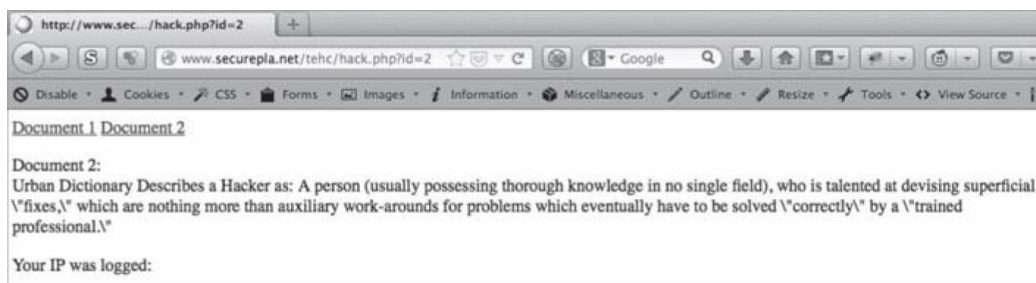 http://www.sec.../hack.php?id=2
www.securepla.net/tehc/hack.php?id=2 Google
Disable Cookies CSS Forms Images Information Miscellaneous Outline Resize Tools View Source
Document 1 Document 2
Document 2:
Urban Dictionary Describes a Hacker as: A person (usually possessing thorough knowledge in no single field), who is talented at devising superficial
\"fixes,\" which are nothing more than auxiliary work-arounds for problems which eventually have to be solved \"correctly\" by a \"trained
professional.\"
Your IP was logged: